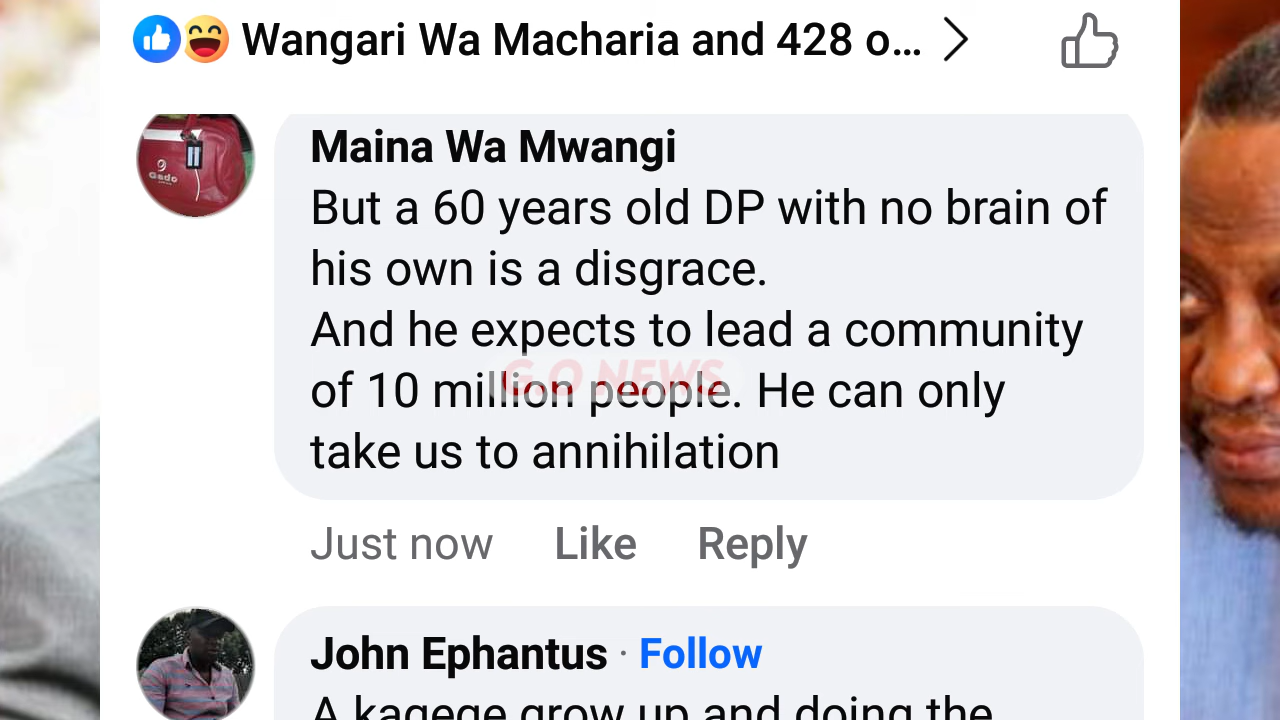 Wangari Wa Macharia and 428 o...
Maina Wa Mwangi
But a 60 years old DP with no brain of
his own is a disgrace.
And he expects to lead a community
of 10 million people. He can only
take us to annihilation
G.O NEWS
Just now Like Reply
John Ephantus · Follow
A kagege grow up and doing the
Gado